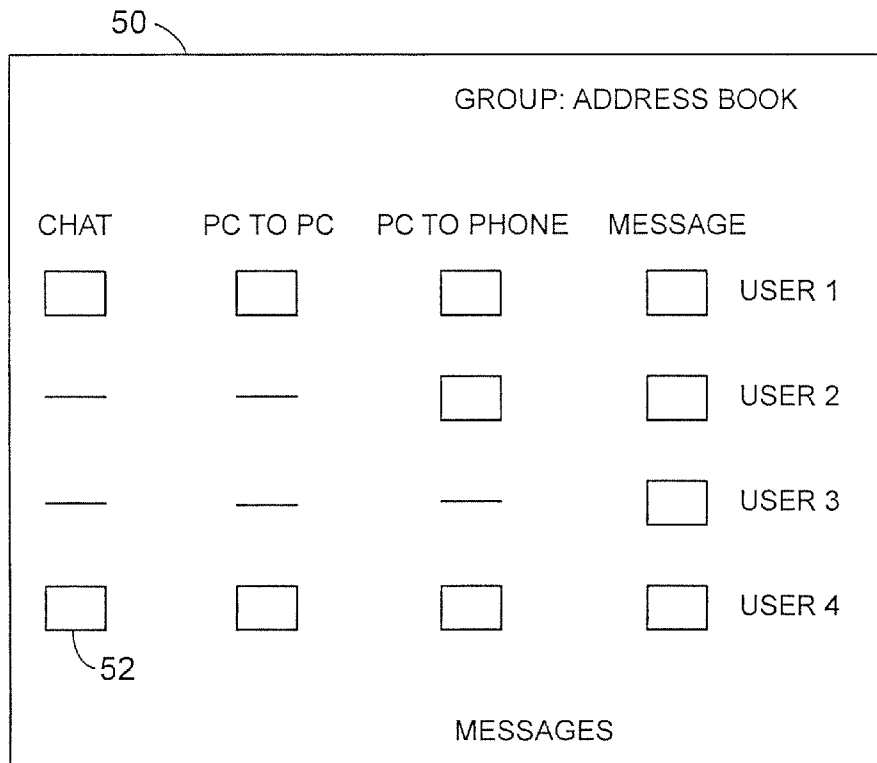 50
GROUP: ADDRESS BOOK
CHAT PC TO PC PC TO PHONE MESSAGE
USER 1
USER 2
USER 3
USER 4
52
MESSAGES